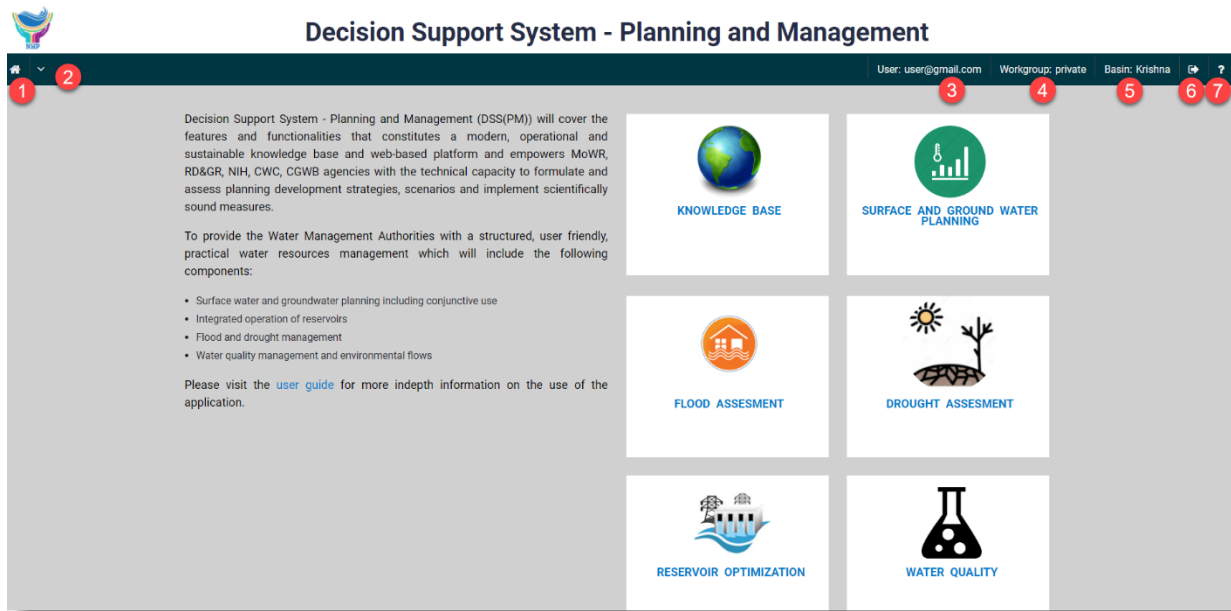 NHP
Decision Support System - Planning and Management
User: user@gmail.com Workgroup: private Basin: Krishna ?
1 2 3 4 5 6 7
Decision Support System - Planning and Management (DSS(PM)) will cover the
features and functionalities that constitutes a modern, operational and
sustainable knowledge base and web-based platform and empowers MoWR,
RD&GR, NIH, CWC, CGWB agencies with the technical capacity to formulate and
assess planning development strategies, scenarios and implement scientifically
sound measures.
To provide the Water Management Authorities with a structured, user friendly,
practical water resources management which will include the following
components:
• Surface water and groundwater planning including conjunctive use
• Integrated operation of reservoirs
• Flood and drought management
• Water quality management and environmental flows
Please visit the user guide for more indepth information on the use of the
application.
KNOWLEDGE BASE
SURFACE AND GROUND WATER
PLANNING
FLOOD ASSESMENT
DROUGHT ASSESMENT
RESERVOIR OPTIMIZATION
WATER QUALITY